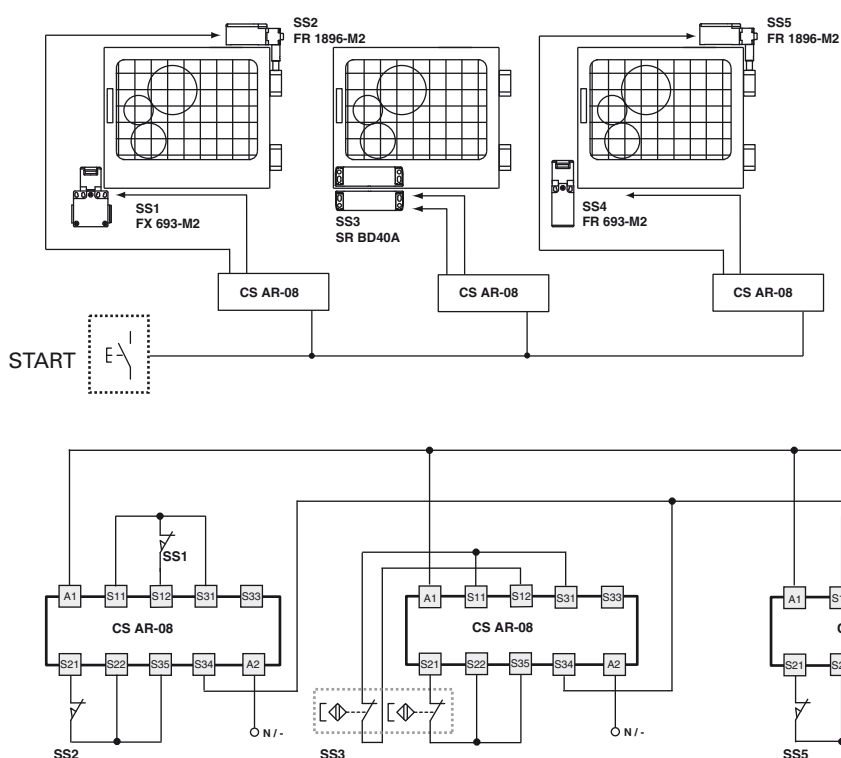 SS2
FR 1896-M2
SS5
FR 1896-M2
SS1
FX 693-M2
SS3
SR BD40A
SS4
FR 693-M2
CS AR-08
CS AR-08
CS AR-08
START
SS1
A1 S11 S12 S31 S33
CS AR-08
S21 S22 S35 S34 A2
SS2
N / -
A1 S11 S12 S31 S33
CS AR-08
S21 S22 S35 S34 A2
SS3
N / -
A1
S21
SS5